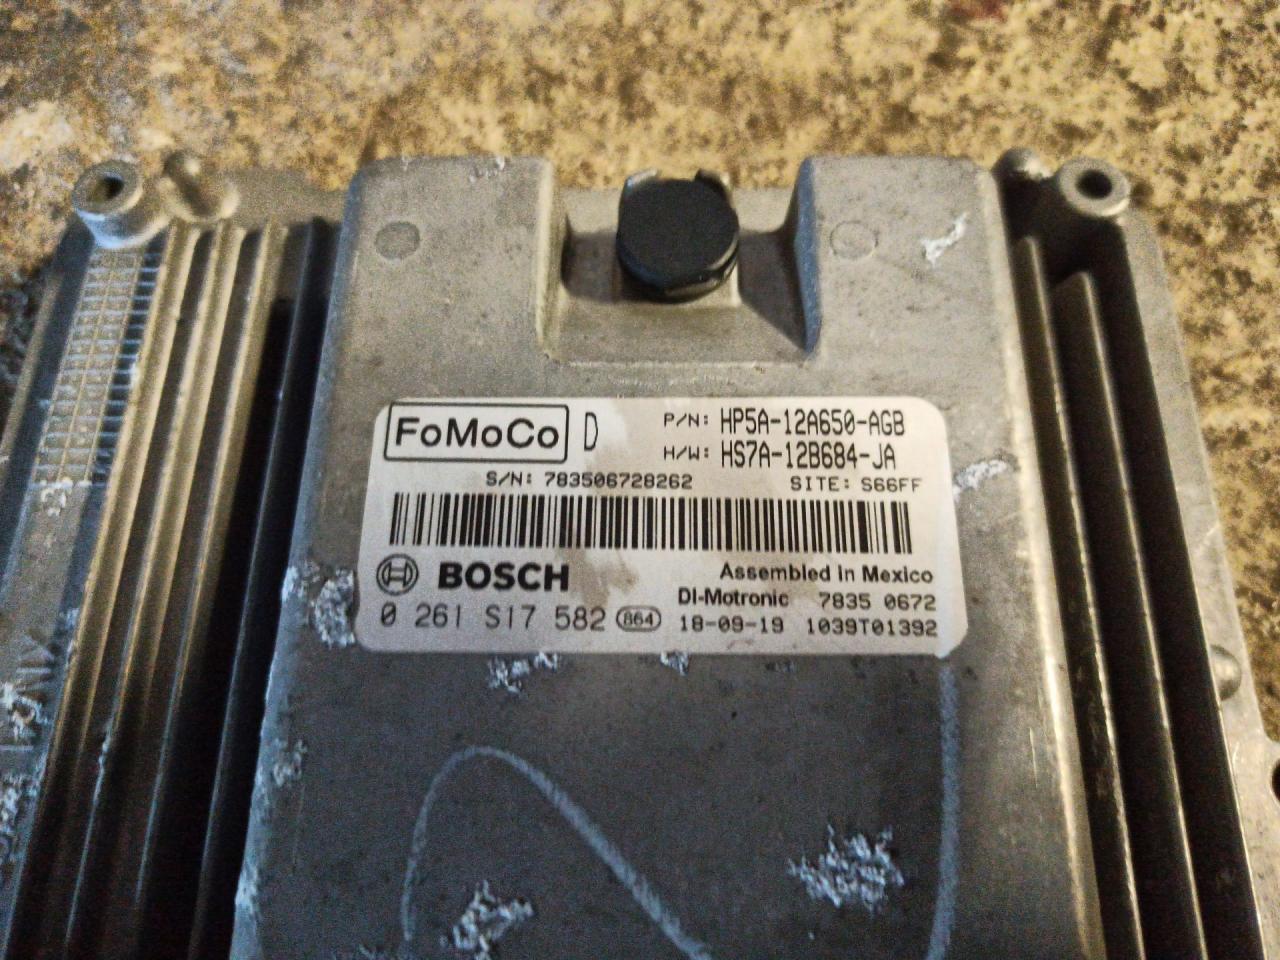 FoMoCo D P/N: HP5A-12A650-AGB
H/W: HS7A-12B684-JA
S/N: 783506728262 SITE: S66FF
BOSCH Assembled in Mexico
DI-Motronic 7835 0672
0 261 S17 582 864 18-09-19 1039T01392